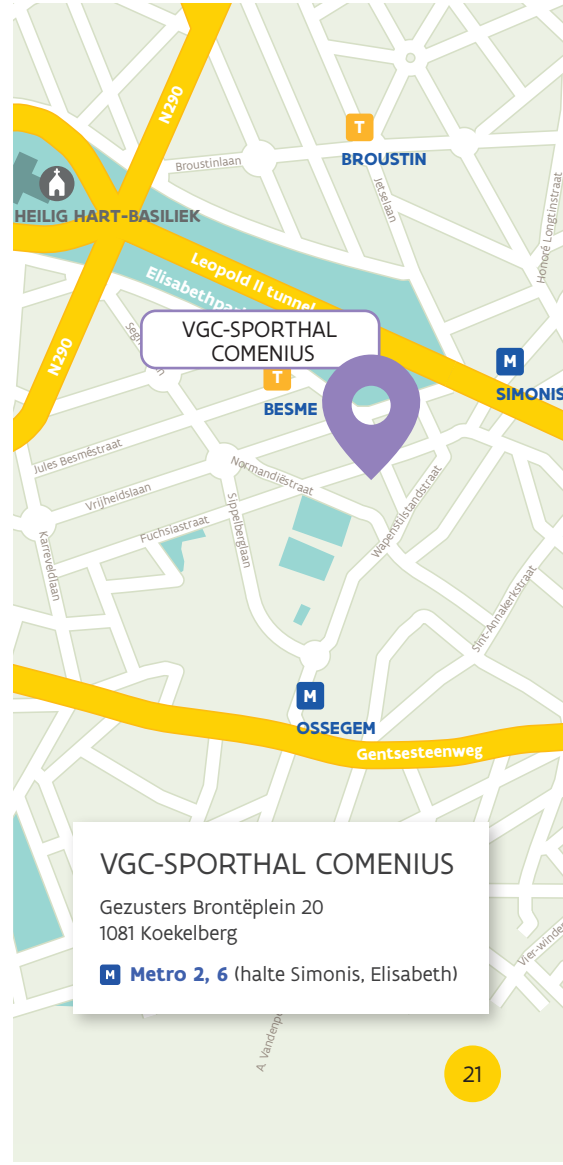 N290
T
BROUSTIN
Broustinlaan
Jetselaan
Honoré Longtinstraat
HEILIG HART-BASILIEK
Leopold II tunnel
VGC-SPORTHAL
COMENIUS
N290
T
BESME
M
SIMONIS
Jules Besméstraat
Normandiëstraat
Vrijheidslaan
Sippelberglaan
Wapenstilstandstraat
Fuchsiastraat
Karreveldlaan
Sint-Annakerkstraat
M
OSSEGEM
Gentsesteenweg
VGC-SPORTHAL COMENIUS
Gezusters Brontëplein 20
1081 Koekelberg
M Metro 2, 6 (halte Simonis, Elisabeth)
21